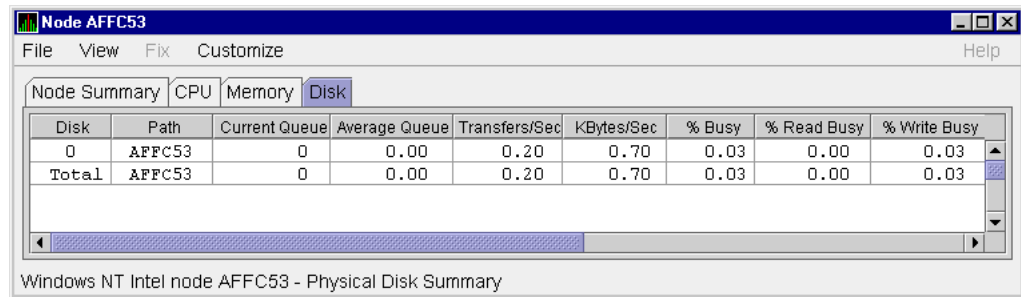 Node AFFC53
File View Fix Customize Help
Node Summary CPU Memory Disk
Disk Path Current Queue Average Queue Transfers/Sec KBytes/Sec % Busy % Read Busy % Write Busy
0 AFFC53 0 0.00 0.20 0.70 0.03 0.00 0.03
Total AFFC53 0 0.00 0.20 0.70 0.03 0.00 0.03
Windows NT Intel node AFFC53 - Physical Disk Summary